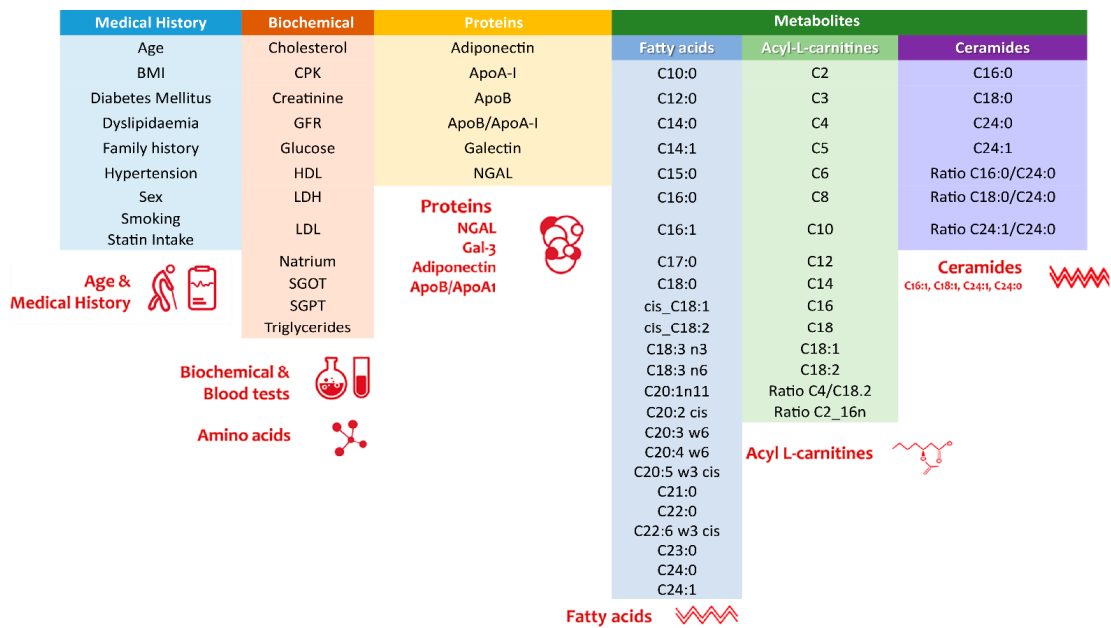 Medical History Biochemical Proteins Metabolites
Age Cholesterol Adiponectin Fatty acids Acyl-L-carnitines Ceramides
BMI CPK ApoA-I C10:0 C2 C16:0
Diabetes Mellitus Creatinine ApoB C12:0 C3 C18:0
Dyslipidaemia GFR ApoB/ApoA-I C14:0 C4 C24:0
Family history Glucose Galectin C14:1 C5 C24:1
Hypertension HDL NGAL C15:0 C6 Ratio C16:0/C24:0
Sex LDH C16:0 C8 Ratio C18:0/C24:0
Smoking
Statin Intake LDL C16:1 C10 Ratio C24:1/C24:0
Natrium C17:0 C12
SGOT C18:0 C14
SGPT cis_C18:1 C16
Triglycerides cis_C18:2 C18
C18:3 n3 C18:1
C18:3 n6 C18:2
C20:1n11 Ratio C4/C18.2
C20:2 cis Ratio C2_16n
C20:3 w6
C20:4 w6
C20:5 w3 cis
C21:0
C22:0
C22:6 w3 cis
C23:0
C24:0
C24:1
Proteins
NGAL
Gal-3
Adiponectin
ApoB/ApoA1
Age &
Medical History
Ceramides
C16:1, C18:1, C24:1, C24:0
Biochemical &
Blood tests
Amino acids
Acyl L-carnitines
Fatty acids